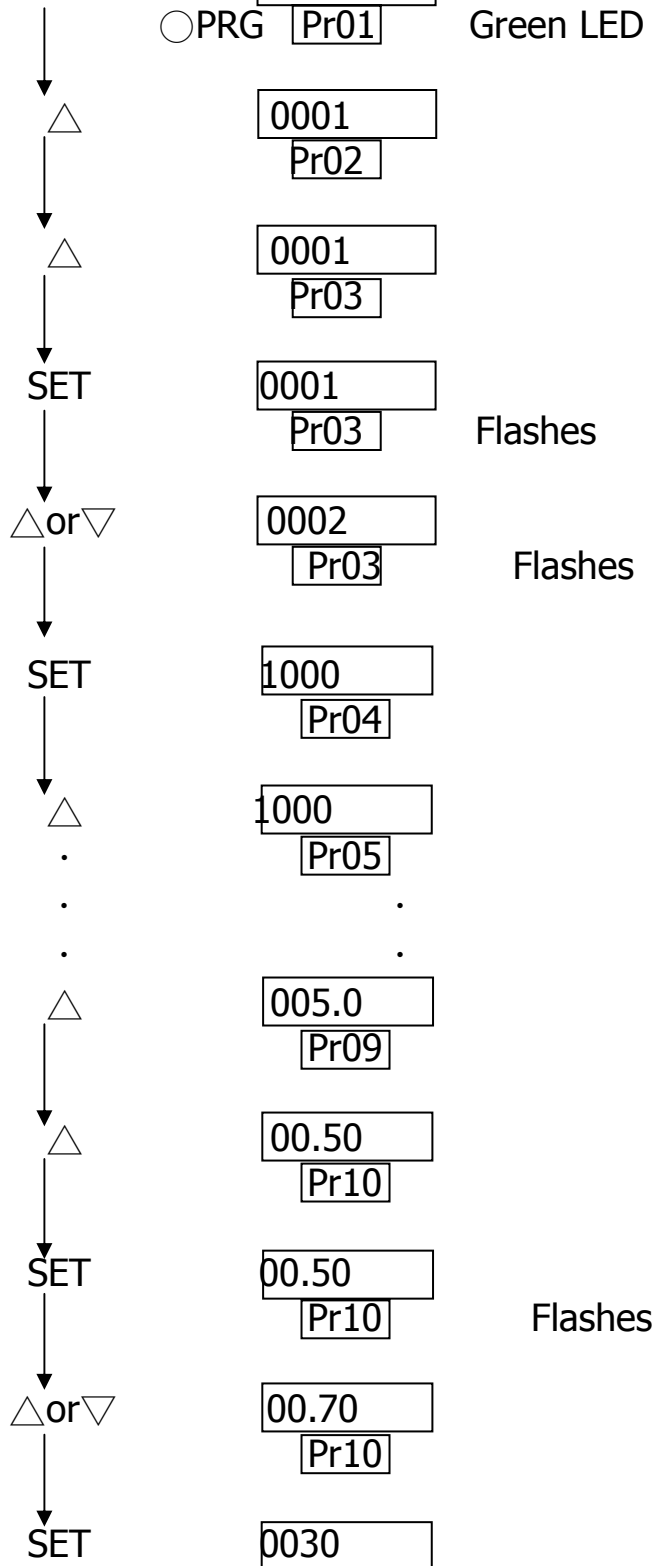 ○PRG Pr01 Green LED
△ 0001
Pr02
△ 0001
Pr03
SET 0001
Pr03 Flashes
△or▽ 0002
Pr03 Flashes
SET 1000
Pr04
△ 1000
. Pr05
. .
. .
△ 005.0
Pr09
△ 00.50
Pr10
SET 00.50
Pr10 Flashes
△or▽ 00.70
Pr10
SET 0030